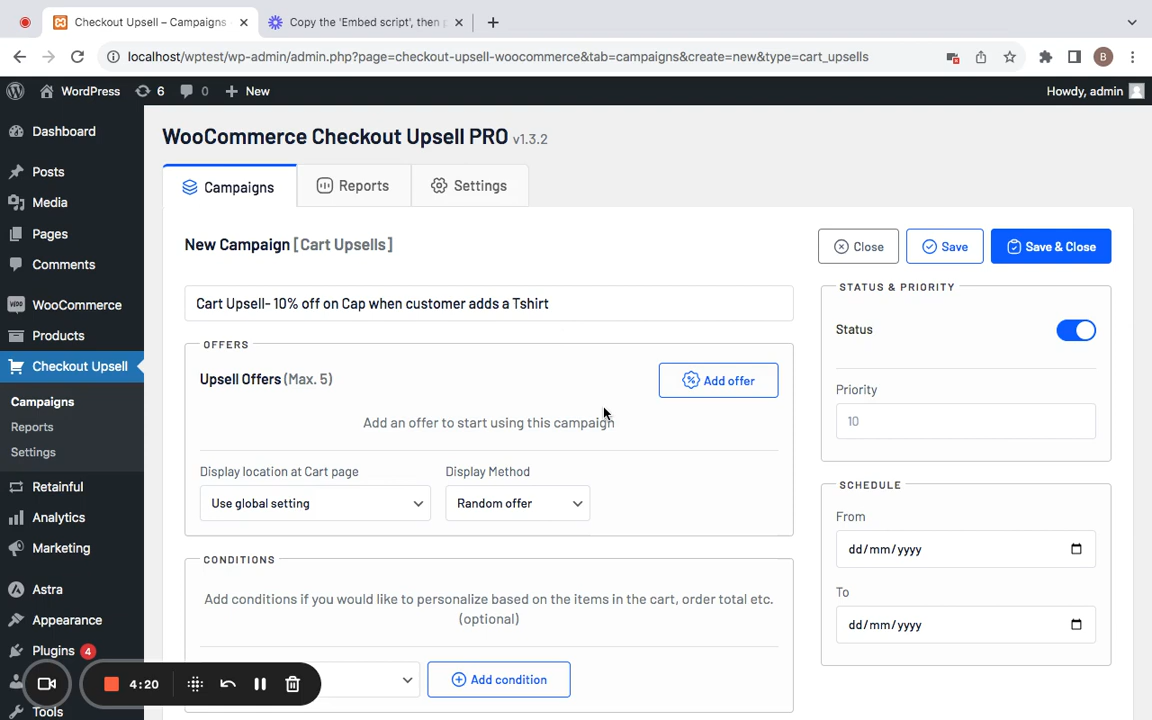 Checkout Upsell – Campaigns
Copy the 'Embed script', then
localhost/wptest/wp-admin/admin.php?page=checkout-upsell-woocommerce&tab=campaigns&create=new&type=cart_upsells
B
WordPress 6 0 New
Howdy, admin
Dashboard
Posts
Media
Pages
Comments
WooCommerce
Products
Checkout Upsell
Campaigns
Reports
Settings
Retainful
Analytics
Marketing
Astra
Appearance
Plugins 4
Tools
4:20
WooCommerce Checkout Upsell PRO v1.3.2
Campaigns
Reports
Settings
New Campaign [Cart Upsells]
Close
Save
Save & Close
Cart Upsell- 10% off on Cap when customer adds a Tshirt
OFFERS
Upsell Offers (Max. 5)
Add offer
Add an offer to start using this campaign
Display location at Cart page
Display Method
Use global setting
Random offer
CONDITIONS
Add conditions if you would like to personalize based on the items in the cart, order total etc.
(optional)
Add condition
STATUS & PRIORITY
Status
Priority
10
SCHEDULE
From
dd/mm/yyyy
To
dd/mm/yyyy